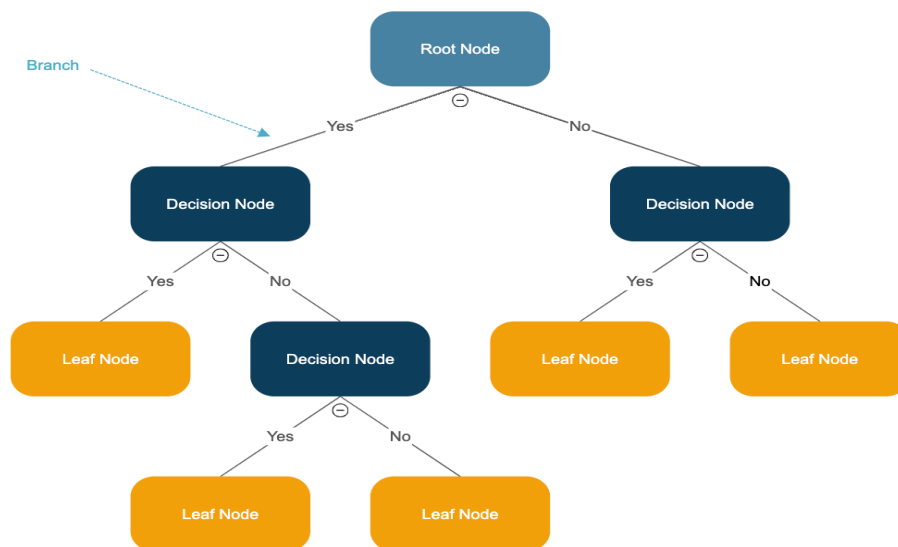 Root Node
Branch
Yes
No
Decision Node
Decision Node
Yes
No
Yes
No
Leaf Node
Decision Node
Leaf Node
Leaf Node
Yes
No
Leaf Node
Leaf Node